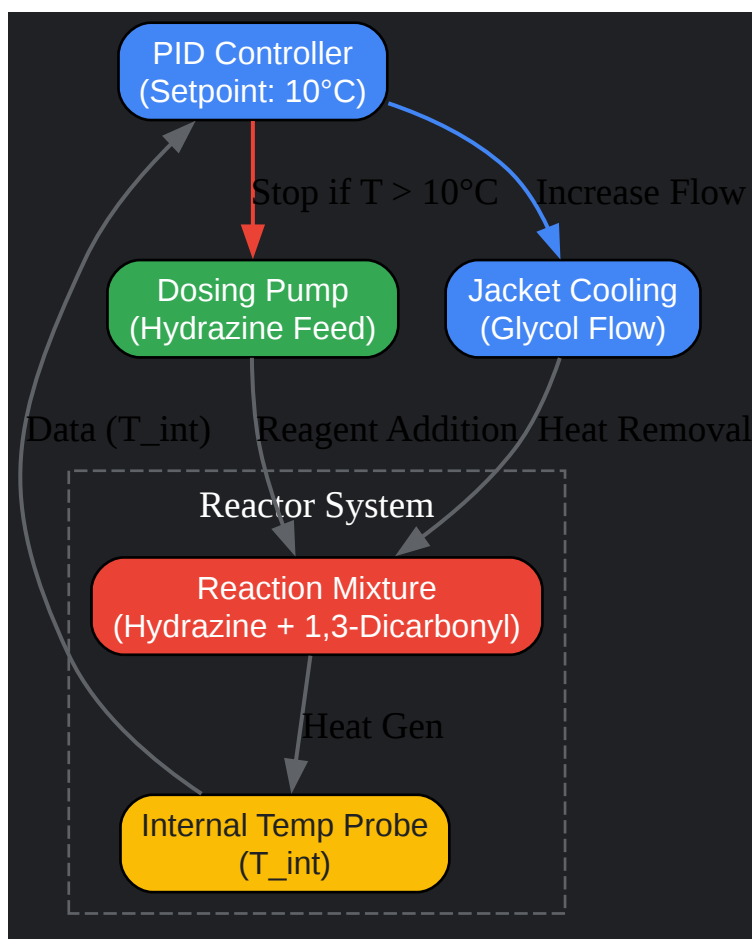 PID Controller
(Setpoint: 10°C)
Stop if T > 10°C
Increase Flow
Dosing Pump
(Hydrazine Feed)
Jacket Cooling
(Glycol Flow)
Data (T_int)
Reagent Addition
Heat Removal
Reactor System
Reaction Mixture
(Hydrazine + 1,3-Dicarbonyl)
Heat Gen
Internal Temp Probe
(T_int)